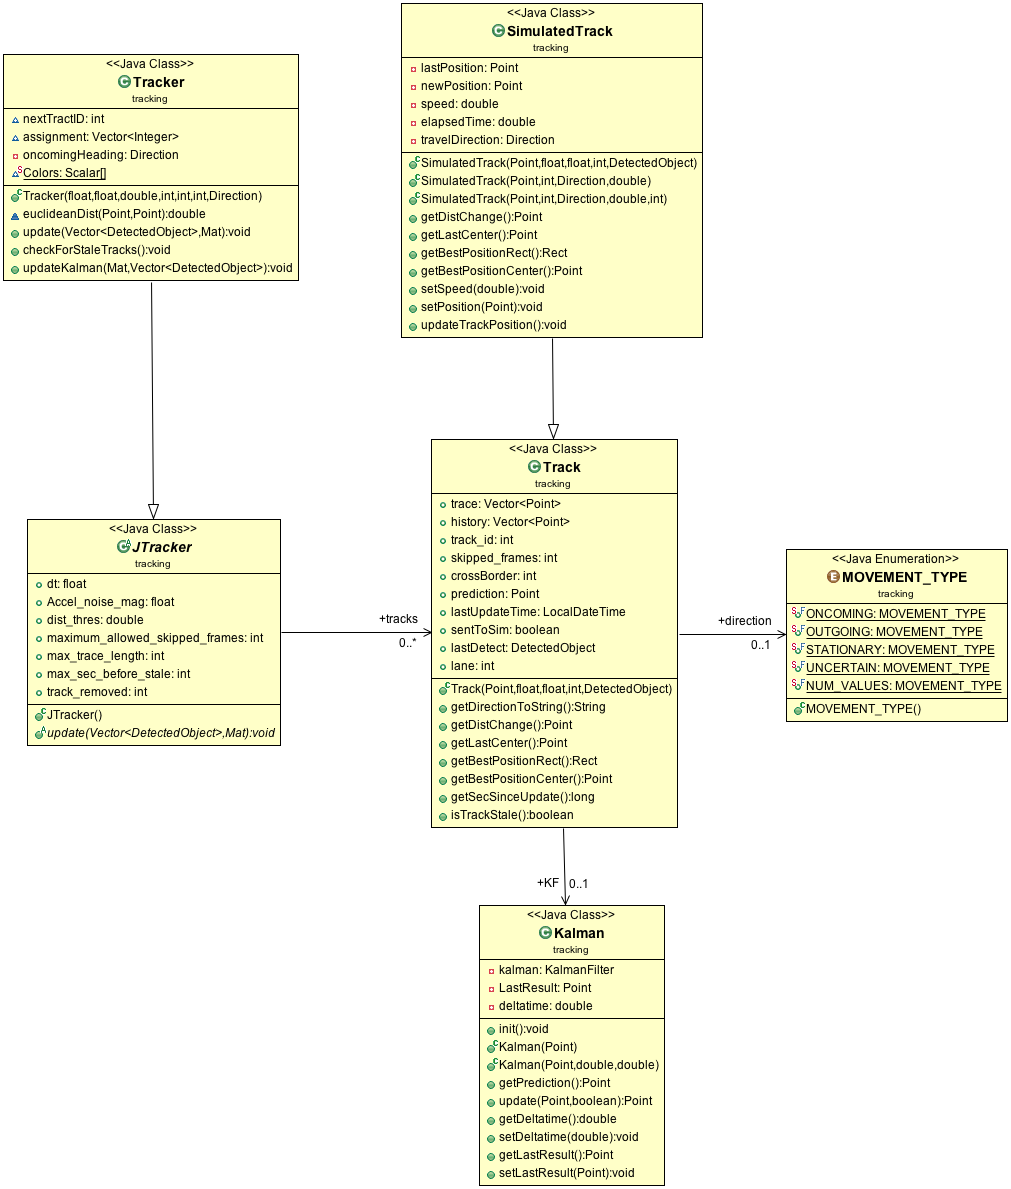 <<Java Class>>
SimulatedTrack
tracking
lastPosition: Point
newPosition: Point
speed: double
elapsedTime: double
travelDirection: Direction
SimulatedTrack(Point,float,float,int,DetectedObject)
SimulatedTrack(Point,int,Direction,double)
SimulatedTrack(Point,int,Direction,double,int)
getDistChange():Point
getLastCenter():Point
getBestPositionRect():Rect
getBestPositionCenter():Point
setSpeed(double):void
setPosition(Point):void
updateTrackPosition():void
<<Java Class>>
Tracker
tracking
nextTractID: int
assignment: Vector<Integer>
oncomingHeading: Direction
Colors: Scalar[]
Tracker(float,float,double,int,int,int,Direction)
euclideanDist(Point,Point):double
update(Vector<DetectedObject>,Mat):void
checkForStaleTracks():void
updateKalman(Mat,Vector<DetectedObject>):void
<<Java Class>>
JTracker
tracking
dt: float
Accel_noise_mag: float
dist_thres: double
maximum_allowed_skipped_frames: int
max_trace_length: int
max_sec_before_stale: int
track_removed: int
JTracker()
update(Vector<DetectedObject>,Mat):void
+tracks
0..*
<<Java Class>>
Track
tracking
trace: Vector<Point>
history: Vector<Point>
track_id: int
skipped_frames: int
crossBorder: int
prediction: Point
lastUpdateTime: LocalDateTime
sentToSim: boolean
lastDetect: DetectedObject
lane: int
Track(Point,float,float,int,DetectedObject)
getDirectionToString():String
getDistChange():Point
getLastCenter():Point
getBestPositionRect():Rect
getBestPositionCenter():Point
getSecSinceUpdate():long
isTrackStale():boolean
+direction
0..1
<<Java Enumeration>>
MOVEMENT_TYPE
tracking
ONCOMING: MOVEMENT_TYPE
OUTGOING: MOVEMENT_TYPE
STATIONARY: MOVEMENT_TYPE
UNCERTAIN: MOVEMENT_TYPE
NUM_VALUES: MOVEMENT_TYPE
MOVEMENT_TYPE()
+KF
0..1
<<Java Class>>
Kalman
tracking
kalman: KalmanFilter
LastResult: Point
deltatime: double
init():void
Kalman(Point)
Kalman(Point,double,double)
getPrediction():Point
update(Point,boolean):Point
getDeltatime():double
setDeltatime(double):void
getLastResult():Point
setLastResult(Point):void